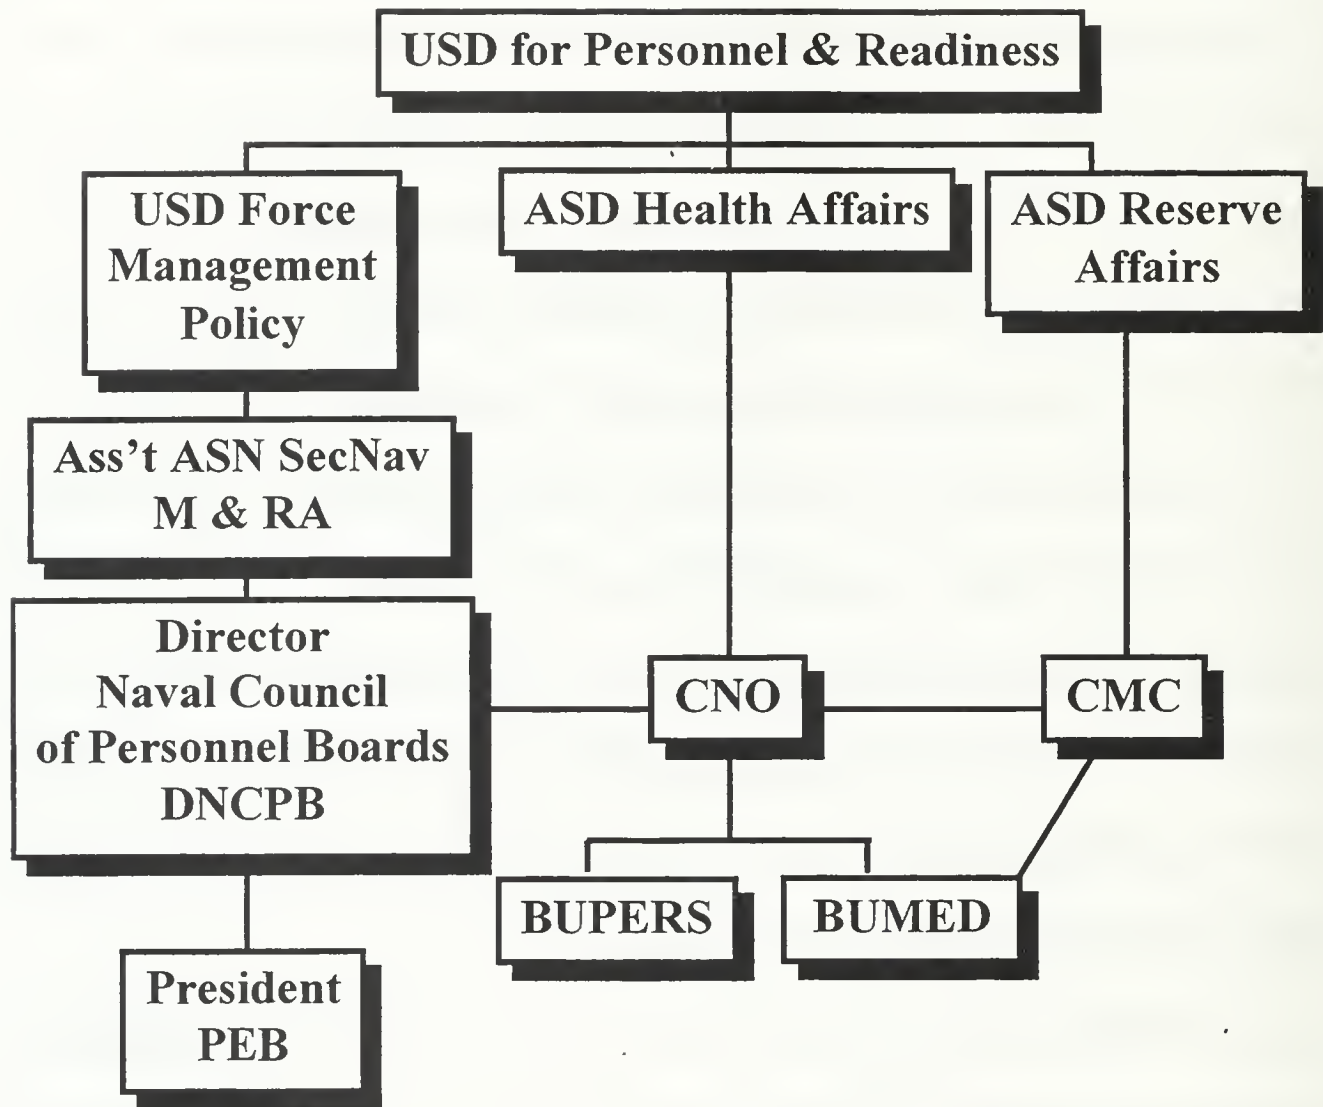 USD for Personnel & Readiness
USD Force
Management
Policy
ASD Health Affairs
ASD Reserve
Affairs
Ass't ASN SecNav
M & RA
Director
Naval Council
of Personnel Boards
DNCPB
CNO
CMC
BUPERS
BUMED
President
PEB